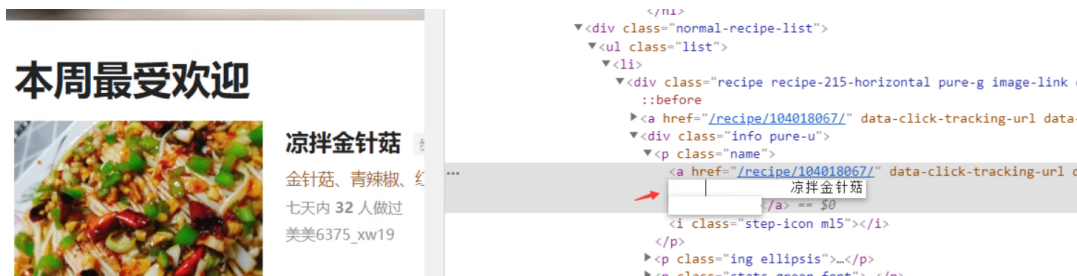 本周最受欢迎
凉拌金针菇
金针菇、青辣椒、红
七天内 32 人做过
美美6375_xw19
</h1>
▼<div class="normal-recipe-list">
▼<ul class="list">
▼<li>
▼<div class="recipe recipe-215-horizontal pure-g image-link
::before
▶<a href="/recipe/104018067/" data-click-tracking-url data-
▼<div class="info pure-u">
▼<p class="name">
<a href="/recipe/104018067/" data-click-tracking-url
凉拌金针菇
</a> == $0
<i class="step-icon ml5"></i>
</p>
▶<p class="ing ellipsis">…</p>
▶<p class="stats green-font">…</p>